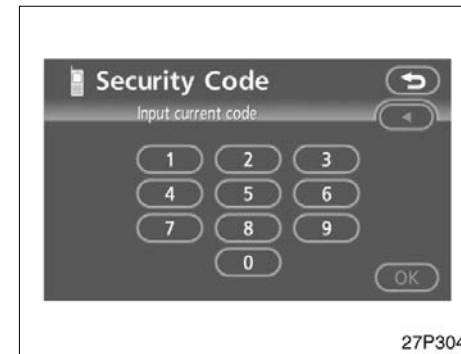 Security Code
Input current code
1 2 3
4 5 6
7 8 9
0
OK
27P304